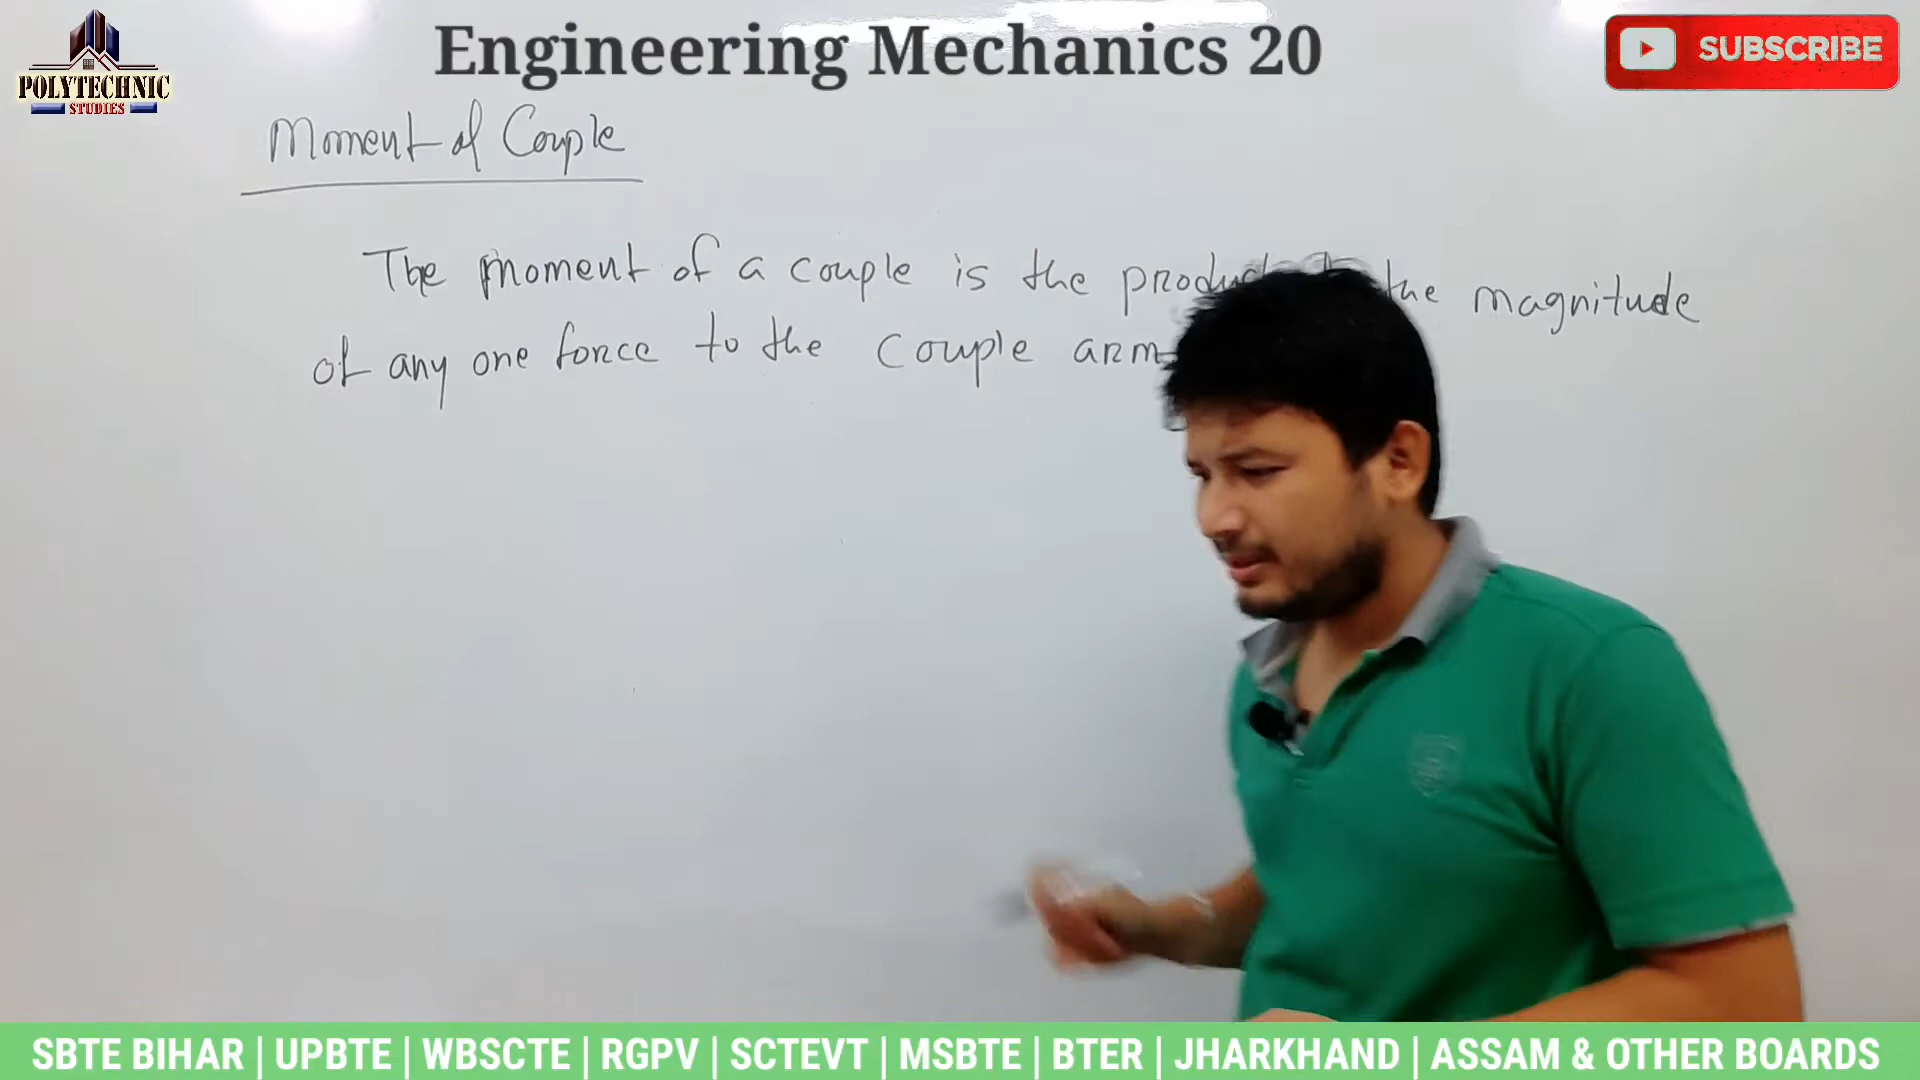 POLYTECHNIC
STUDIES
Engineering Mechanics 20
SUBSCRIBE
Moment of Couple
The moment of a couple is the the magnitude
of any one force to the couple arm
SBTE BIHAR | UPBTE | WBSCTE | RGPV | SCTEVT | MSBTE | BTER | JHARKHAND | ASSAM & OTHER BOARDS